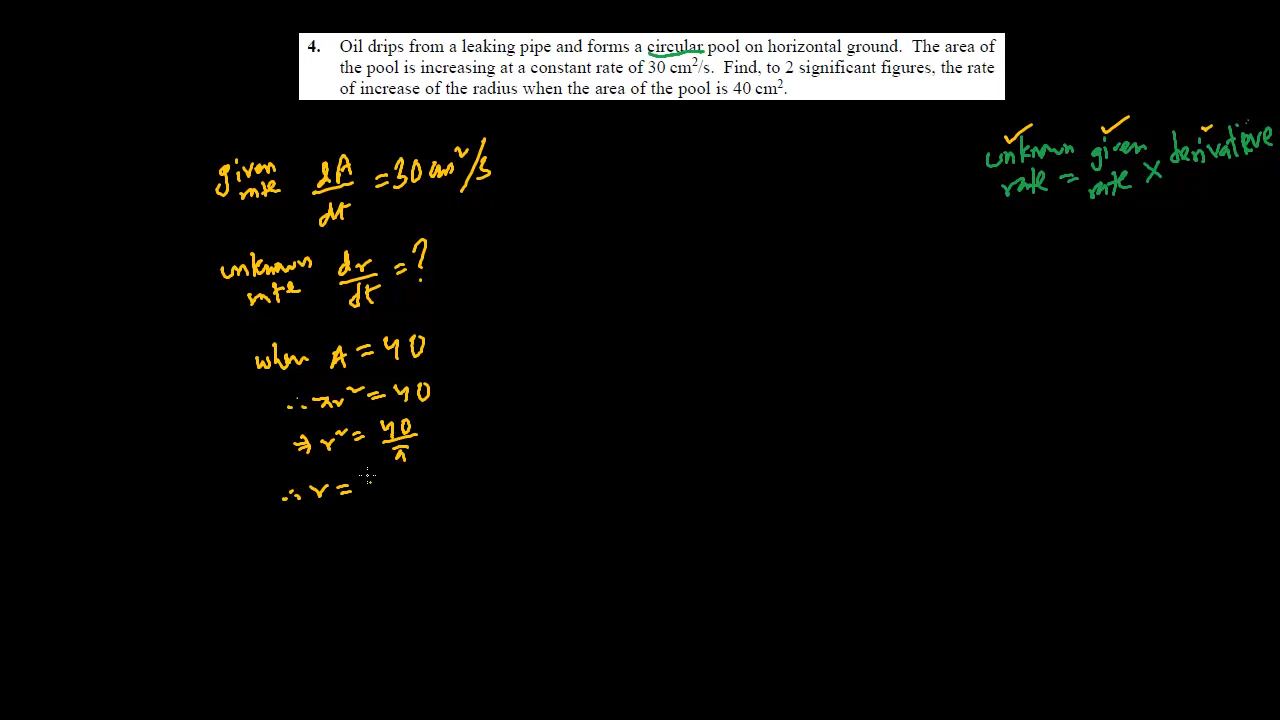 4. Oil drips from a leaking pipe and forms a circular pool on horizontal ground. The area of
the pool is increasing at a constant rate of 30 cm²/s. Find, to 2 significant figures, the rate
of increase of the radius when the area of the pool is 40 cm².
unknown rate = given rate × derivative
given rate dA/dt = 30 cm²/s
unknown rate dr/dt = ?
when A = 40
∴ πr² = 40
⇒ r² = 40/π
∴ r =